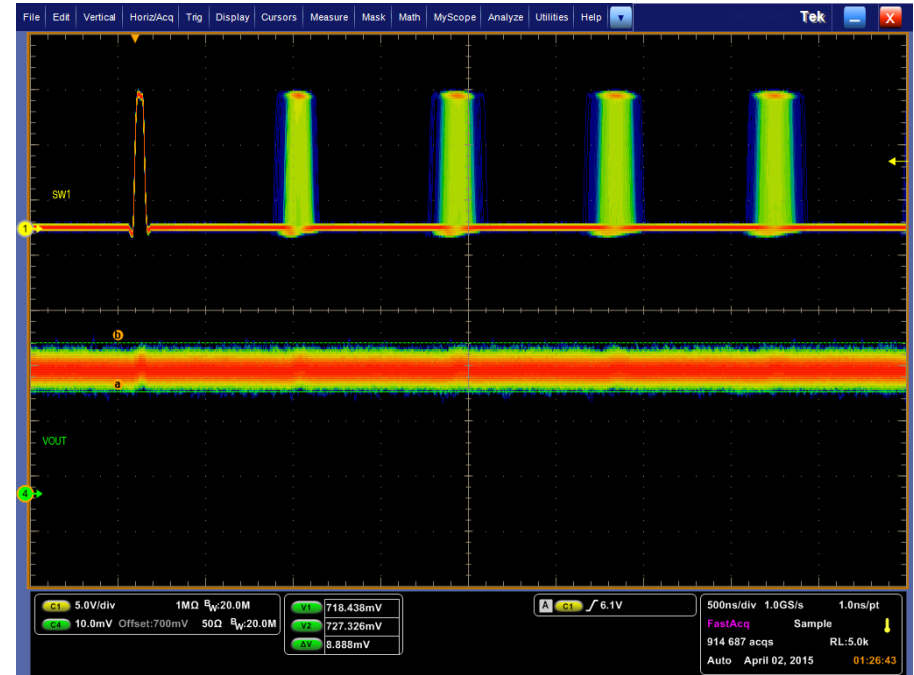 File Edit Vertical Horiz/Acq Trig Display Cursors Measure Mask Math MyScope Analyze Utilities Help Tek X
SW1
1
b
a
VOUT
4
C1 5.0V/div 1MΩ BW:20.0M
C4 10.0mV Offset:700mV 50Ω BW:20.0M
V1 718.438mV
V2 727.326mV
ΔV 8.888mV
A C1 6.1V
500ns/div 1.0GS/s 1.0ns/pt
FastAcq Sample
914 687 acqs RL:5.0k
Auto April 02, 2015 01:26:43